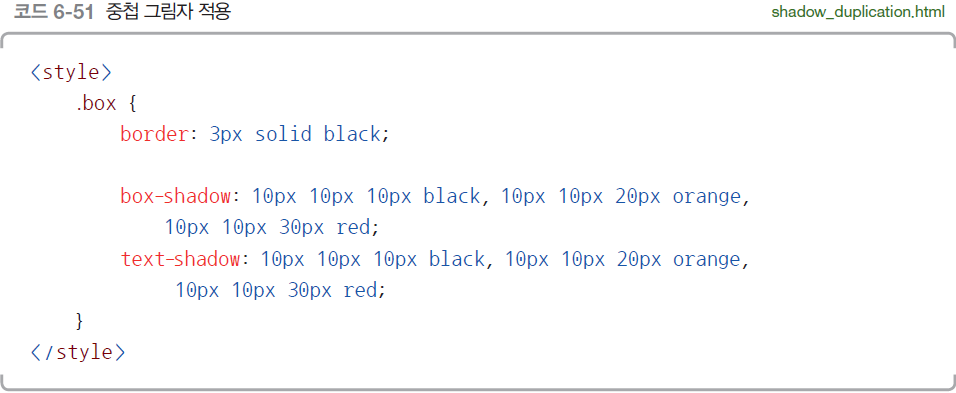 코드 6-51 중첩 그림자 적용
shadow_duplication.html
<style>
.box {
border: 3px solid black;
box-shadow: 10px 10px 10px black, 10px 10px 20px orange,
10px 10px 30px red;
text-shadow: 10px 10px 10px black, 10px 10px 20px orange,
10px 10px 30px red;
}
</style>